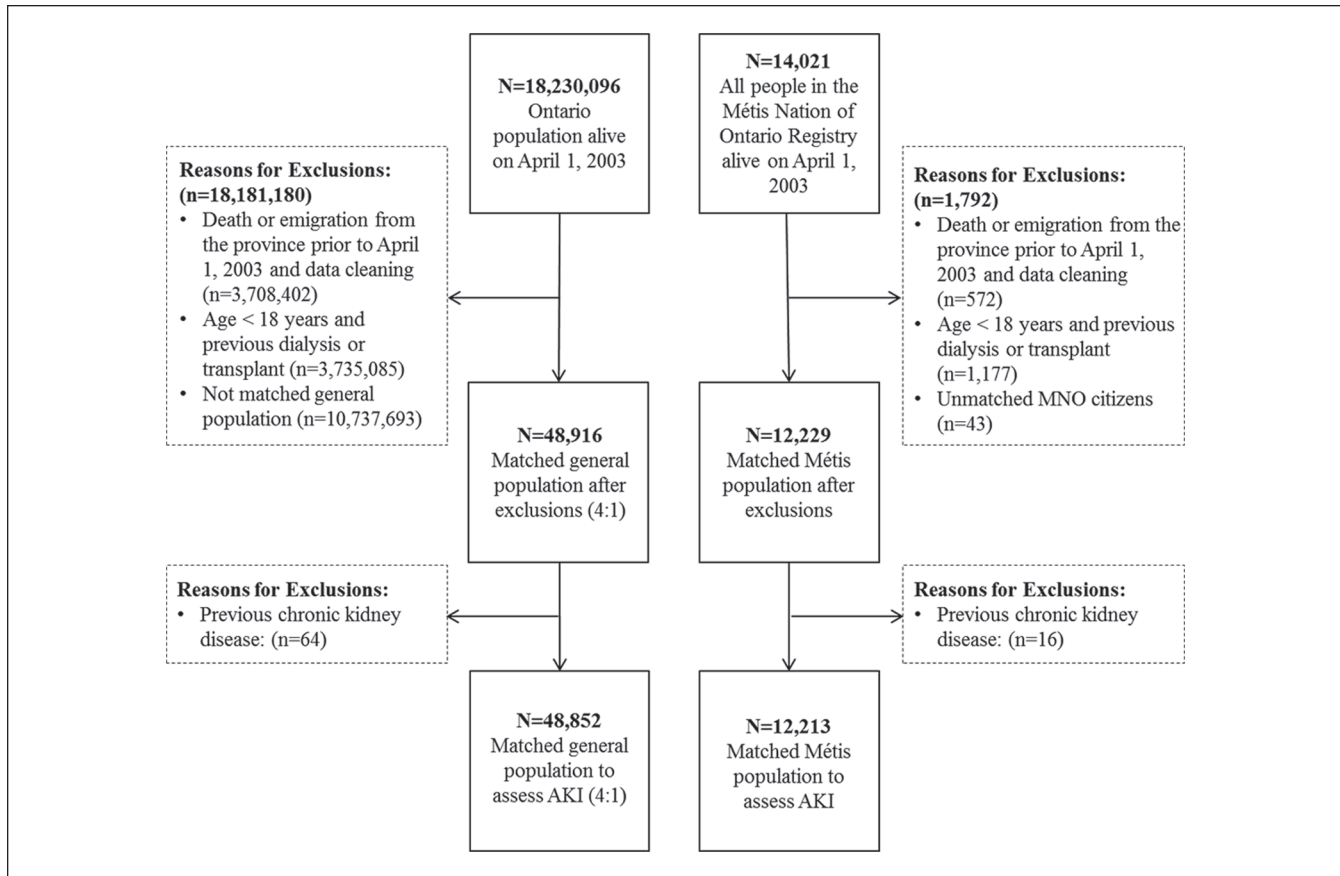 N=18,230,096
Ontario
population alive
on April 1, 2003
N=14,021
All people in the
Métis Nation of
Ontario Registry
alive on April 1,
2003
Reasons for Exclusions:
(n=18,181,180)
• Death or emigration from
the province prior to April
1, 2003 and data cleaning
(n=3,708,402)
• Age < 18 years and
previous dialysis or
transplant (n=3,735,085)
• Not matched general
population (n=10,737,693)
Reasons for Exclusions:
(n=1,792)
• Death or emigration from the
province prior to April 1,
2003 and data cleaning
(n=572)
• Age < 18 years and previous
dialysis or transplant
(n=1,177)
• Unmatched MNO citizens
(n=43)
N=48,916
Matched general
population after
exclusions (4:1)
N=12,229
Matched Métis
population after
exclusions
Reasons for Exclusions:
• Previous chronic kidney
disease: (n=64)
Reasons for Exclusions:
• Previous chronic kidney
disease: (n=16)
N=48,852
Matched general
population to
assess AKI (4:1)
N=12,213
Matched Métis
population to
assess AKI